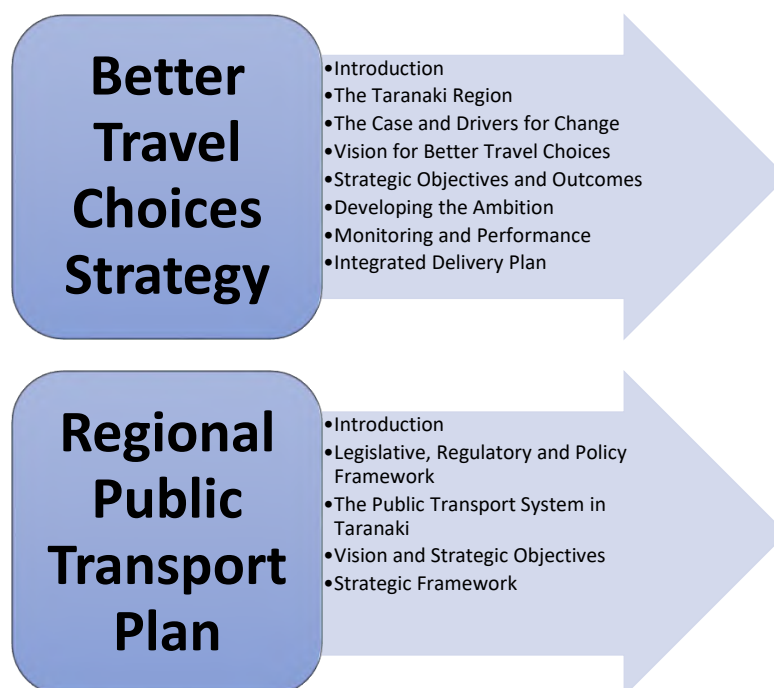 Better
Travel
Choices
Strategy
•Introduction
•The Taranaki Region
•The Case and Drivers for Change
•Vision for Better Travel Choices
•Strategic Objectives and Outcomes
•Developing the Ambition
•Monitoring and Performance
•Integrated Delivery Plan
Regional
Public
Transport
Plan
•Introduction
•Legislative, Regulatory and Policy
Framework
•The Public Transport System in
Taranaki
•Vision and Strategic Objectives
•Strategic Framework